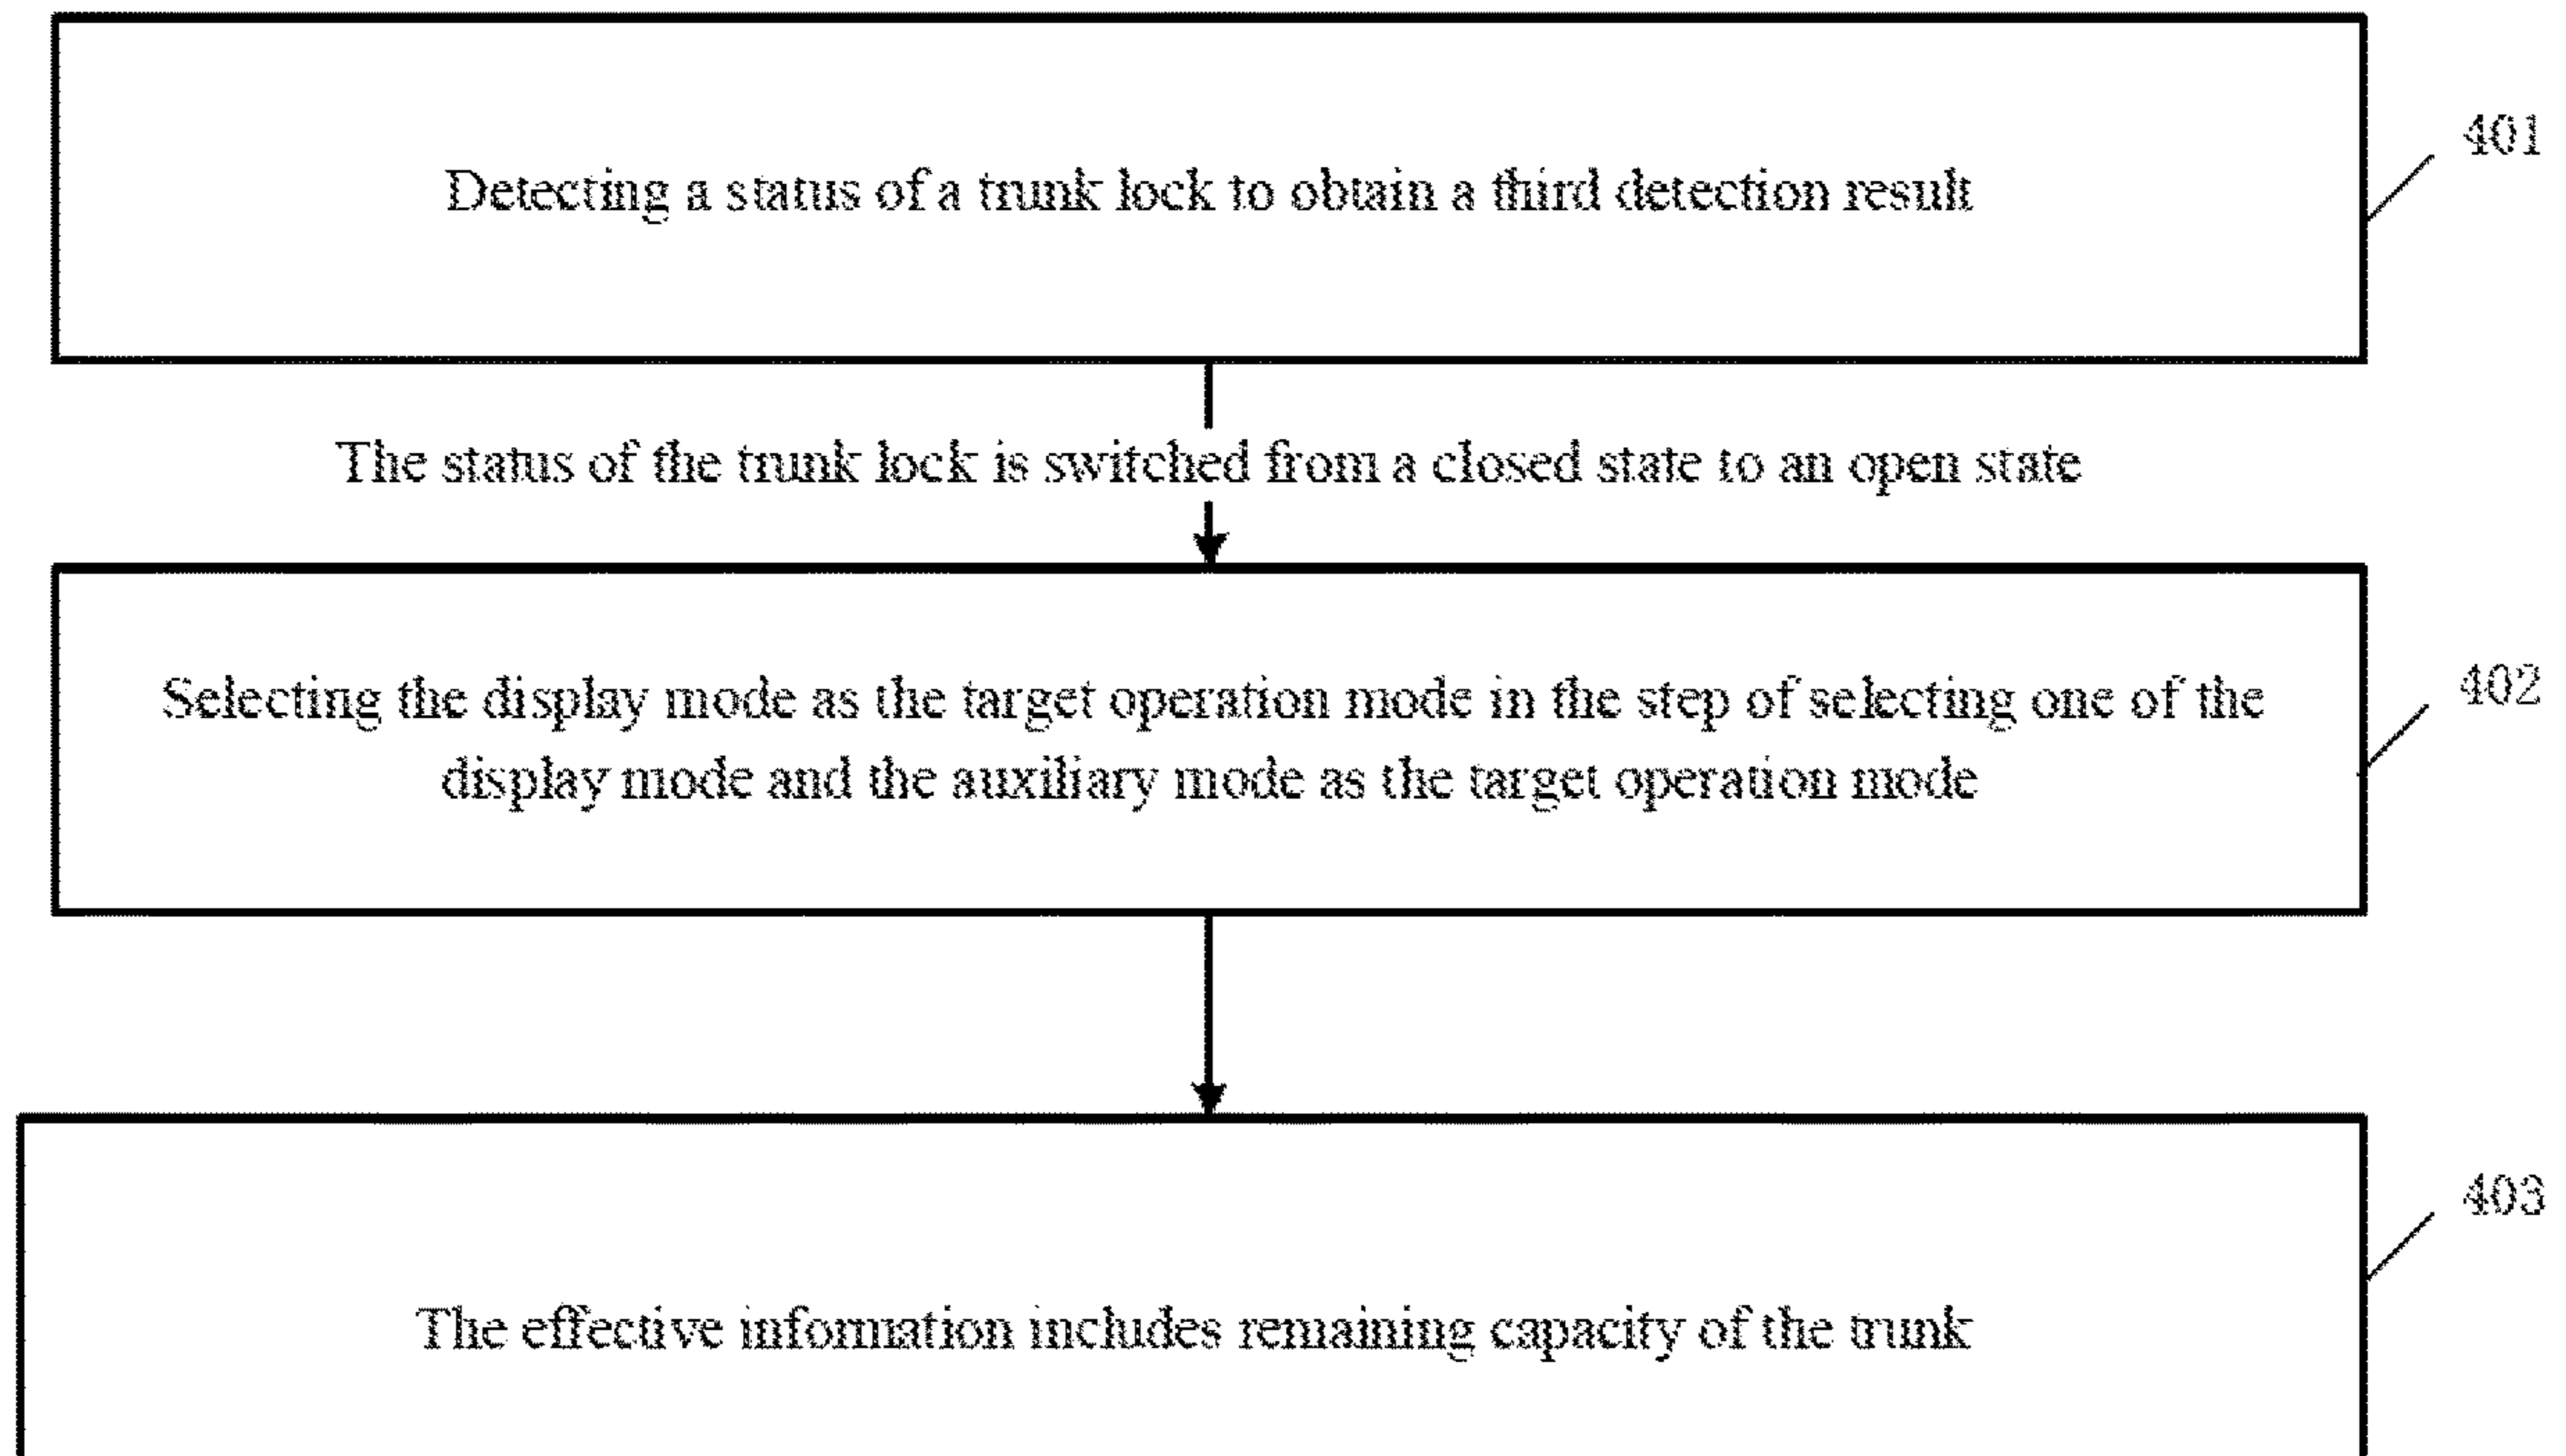 Detecting a status of a trunk lock to obtain a third detection result
401
The status of the trunk lock is switched from a closed state to an open state
Selecting the display mode as the target operation mode in the step of selecting one of the
display mode and the auxiliary mode as the target operation mode
402
The effective information includes remaining capacity of the trunk
403